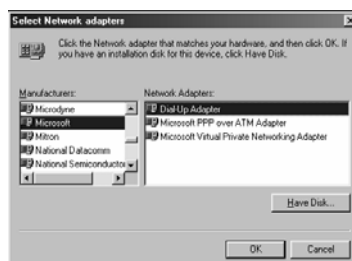 Select Network adapters
Click the Network adapter that matches your hardware, and then click OK. If
you have an installation disk for this device, click Have Disk.
Manufacturers:
Microdyne
Microsoft
Mitron
National Datacomm
National Semiconductor
Network Adapters:
Dial-Up Adapter
Microsoft PPP over ATM Adapter
Microsoft Virtual Private Networking Adapter
Have Disk...
OK
Cancel